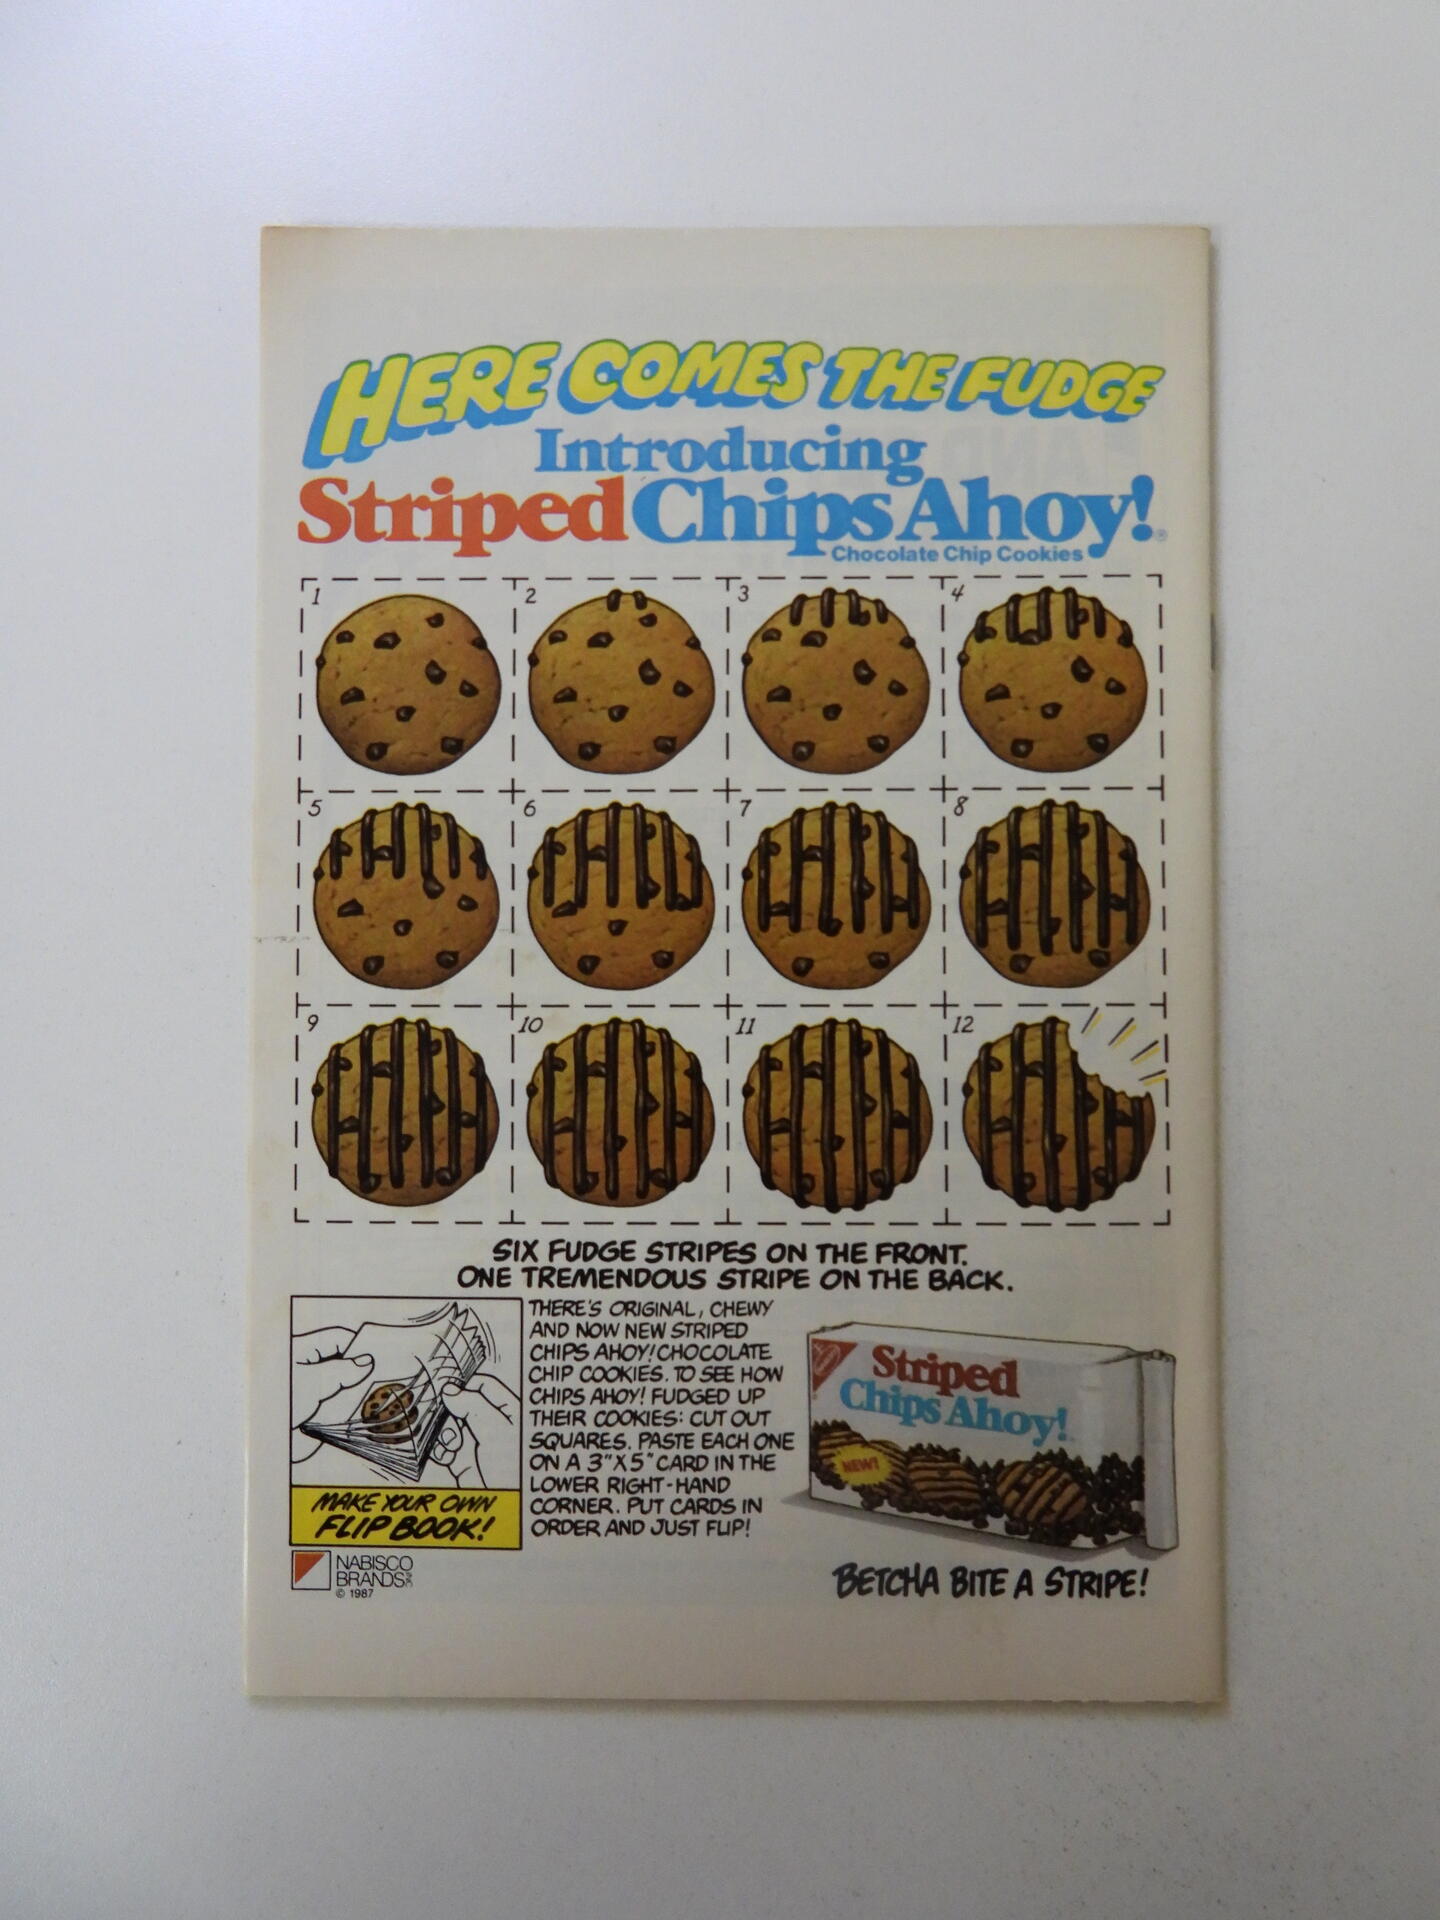 HERE COMES THE FUDGE
Introducing
Striped Chips Ahoy!®
Chocolate Chip Cookies
1 2 3 4
5 6 7 8
9 10 11 12
SIX FUDGE STRIPES ON THE FRONT.
ONE TREMENDOUS STRIPE ON THE BACK.
THERE'S ORIGINAL, CHEWY
AND NOW NEW STRIPED
CHIPS AHOY! CHOCOLATE
CHIP COOKIES. TO SEE HOW
CHIPS AHOY! FUDGED UP
THEIR COOKIES: CUT OUT
SQUARES. PASTE EACH ONE
ON A 3"X5" CARD IN THE
LOWER RIGHT-HAND
CORNER. PUT CARDS IN
ORDER AND JUST FLIP!
MAKE YOUR OWN
FLIP BOOK!
NABISCO
BRANDS INC
© 1987
Striped
Chips Ahoy!
NEW!
BETCHA BITE A STRIPE!